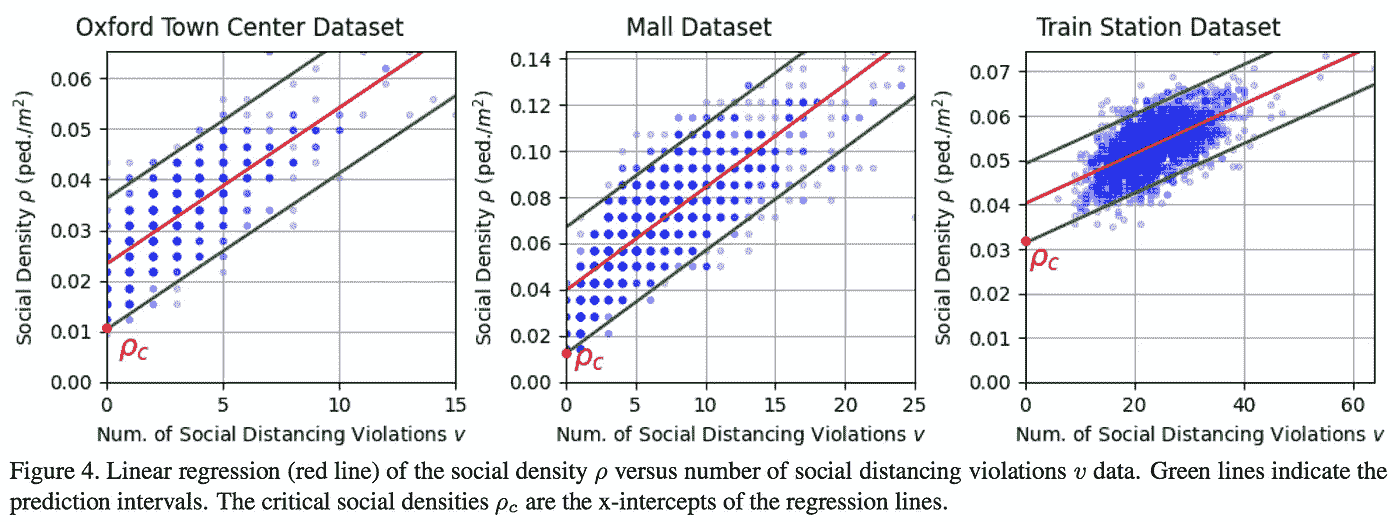 Oxford Town Center Dataset
Social Density ρ (ped./m²)
0.06
0.05
0.04
0.03
0.02
0.01
0.00
ρc
0 5 10 15
Num. of Social Distancing Violations v
Mall Dataset
Social Density ρ (ped./m²)
0.14
0.12
0.10
0.08
0.06
0.04
0.02
0.00
ρc
0 5 10 15 20 25
Num. of Social Distancing Violations v
Train Station Dataset
Social Density ρ (ped./m²)
0.07
0.06
0.05
0.04
0.03
0.02
0.01
0.00
ρc
0 20 40 60
Num. of Social Distancing Violations v
Figure 4. Linear regression (red line) of the social density ρ versus number of social distancing violations v data. Green lines indicate the
prediction intervals. The critical social densities ρc are the x-intercepts of the regression lines.